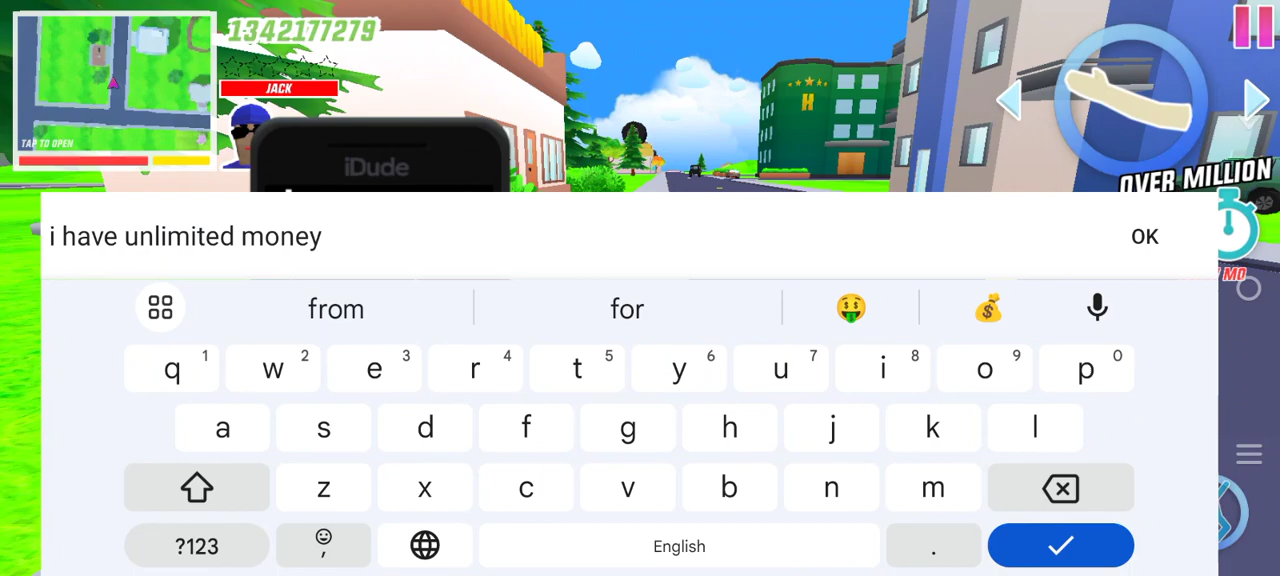 1342177279
JACK
TAP TO OPEN
iDude
H
OVER MILLION
i have unlimited money
OK
MO
from for
q 1 w 2 e 3 r 4 t 5 y 6 u 7 i 8 o 9 p 0
a s d f g h j k l
z x c v b n m
?123 , English .